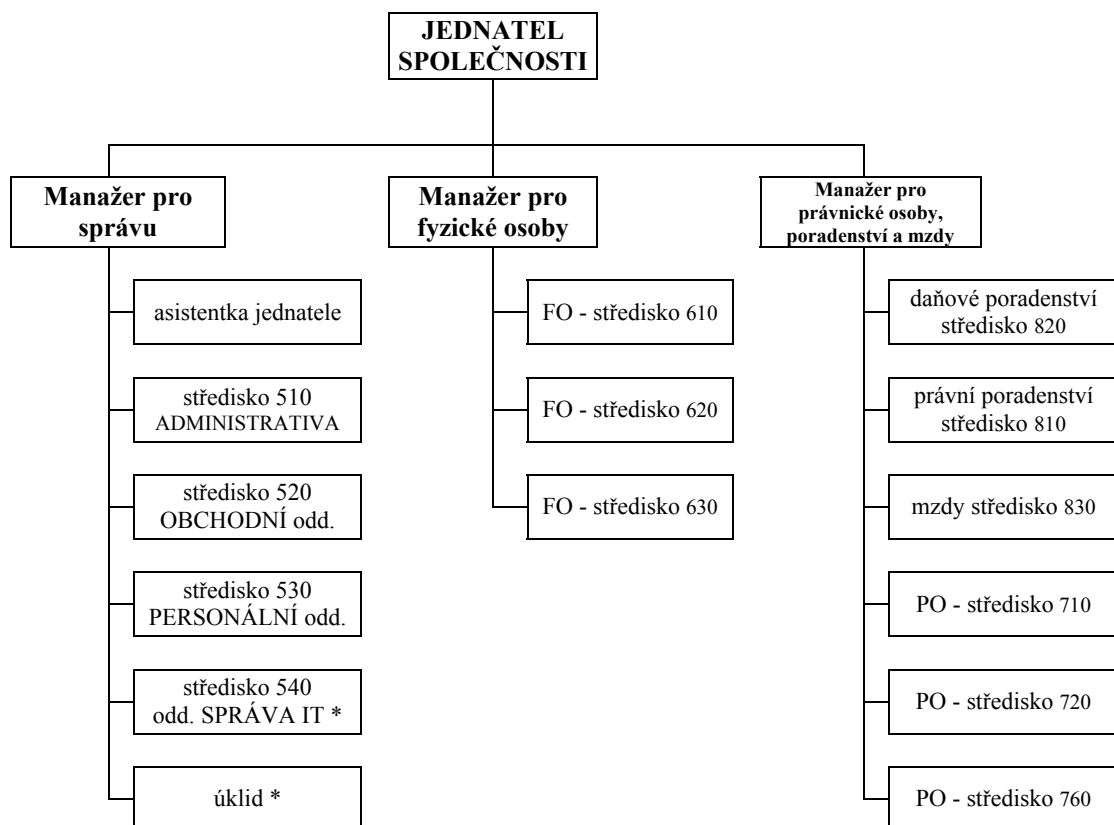 JEDNATEL
SPOLEČNOSTI
Manažer pro
správu
asistentka jednatele
středisko 510
ADMINISTRATIVA
středisko 520
OBCHODNÍ odd.
středisko 530
PERSONÁLNÍ odd.
středisko 540
odd. SPRÁVA IT *
úklid *
Manažer pro
fyzické osoby
FO - středisko 610
FO - středisko 620
FO - středisko 630
Manažer pro
právnické osoby,
poradenství a mzdy
daňové poradenství
středisko 820
právní poradenství
středisko 810
mzdy středisko 830
PO - středisko 710
PO - středisko 720
PO - středisko 760